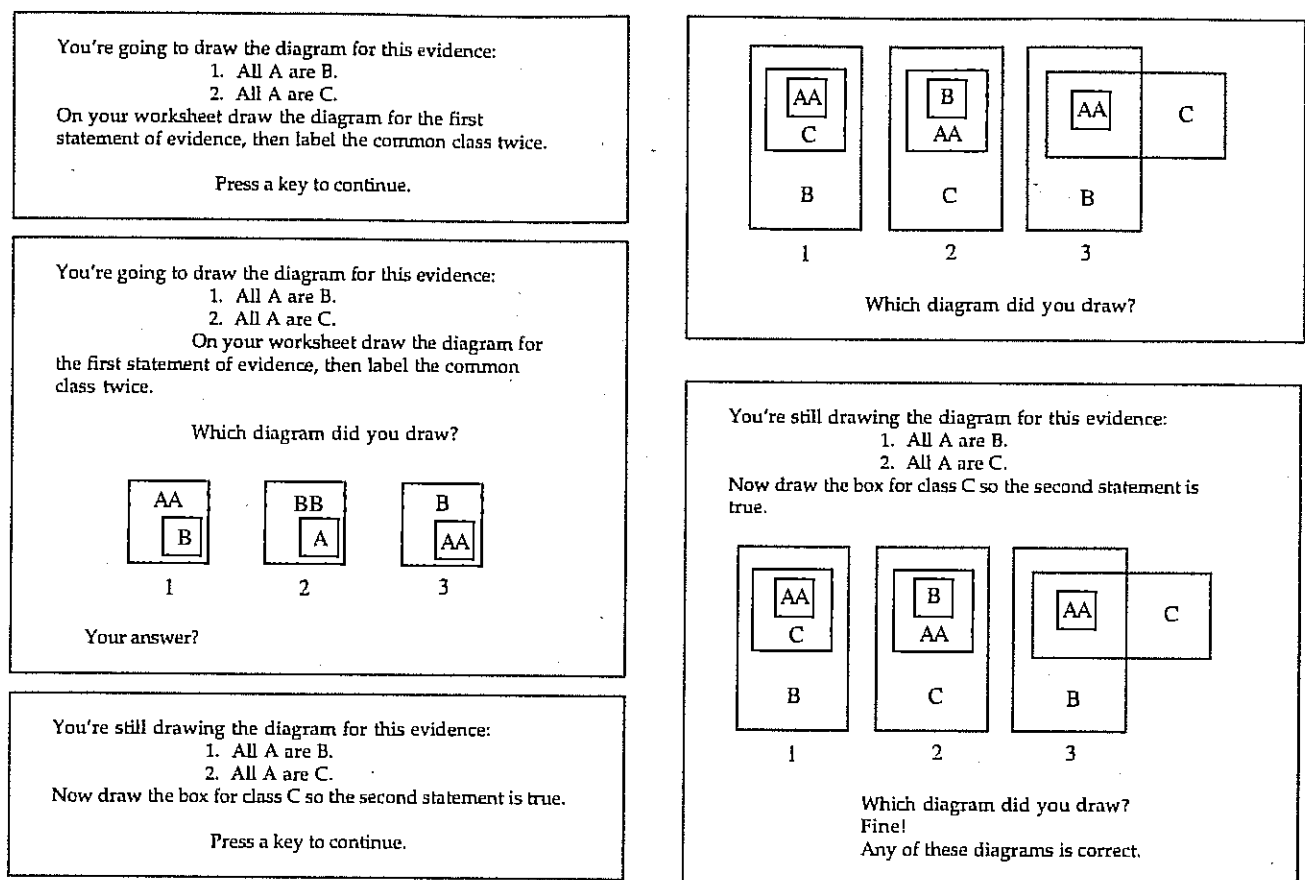 You're going to draw the diagram for this evidence:
1. All A are B.
2. All A are C.
On your worksheet draw the diagram for the first
statement of evidence, then label the common class twice.
Press a key to continue.
You're going to draw the diagram for this evidence:
1. All A are B.
2. All A are C.
On your worksheet draw the diagram for
the first statement of evidence, then label the common
class twice.
Which diagram did you draw?
AA BB B
B A AA
1 2 3
Your answer?
You're still drawing the diagram for this evidence:
1. All A are B.
2. All A are C.
Now draw the box for class C so the second statement is true.
Press a key to continue.
AA B AA C
C AA
B C B
1 2 3
Which diagram did you draw?
You're still drawing the diagram for this evidence:
1. All A are B.
2. All A are C.
Now draw the box for class C so the second statement is
true.
AA B AA C
C AA
B C B
1 2 3
Which diagram did you draw?
Fine!
Any of these diagrams is correct.